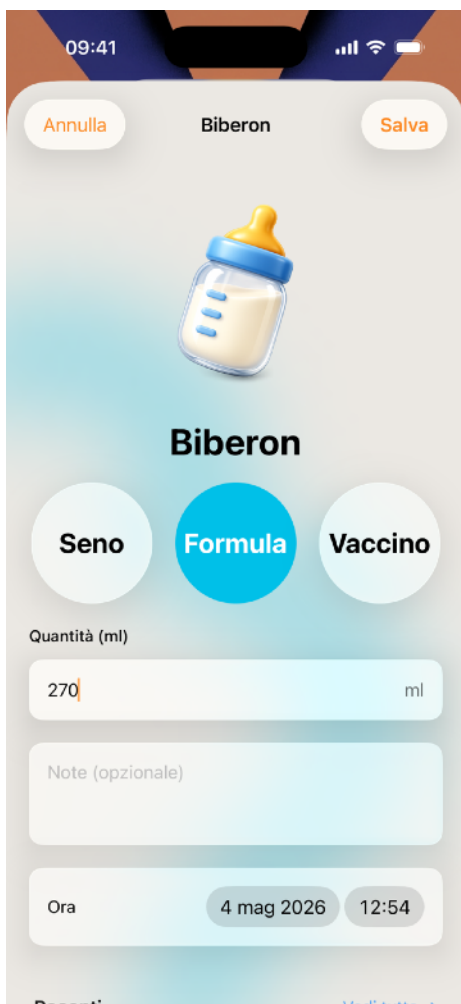 09:41
Annulla Biberon Salva
Biberon
Seno Formula Vaccino
Quantità (ml)
270 ml
Note (opzionale)
Ora 4 mag 2026 12:54